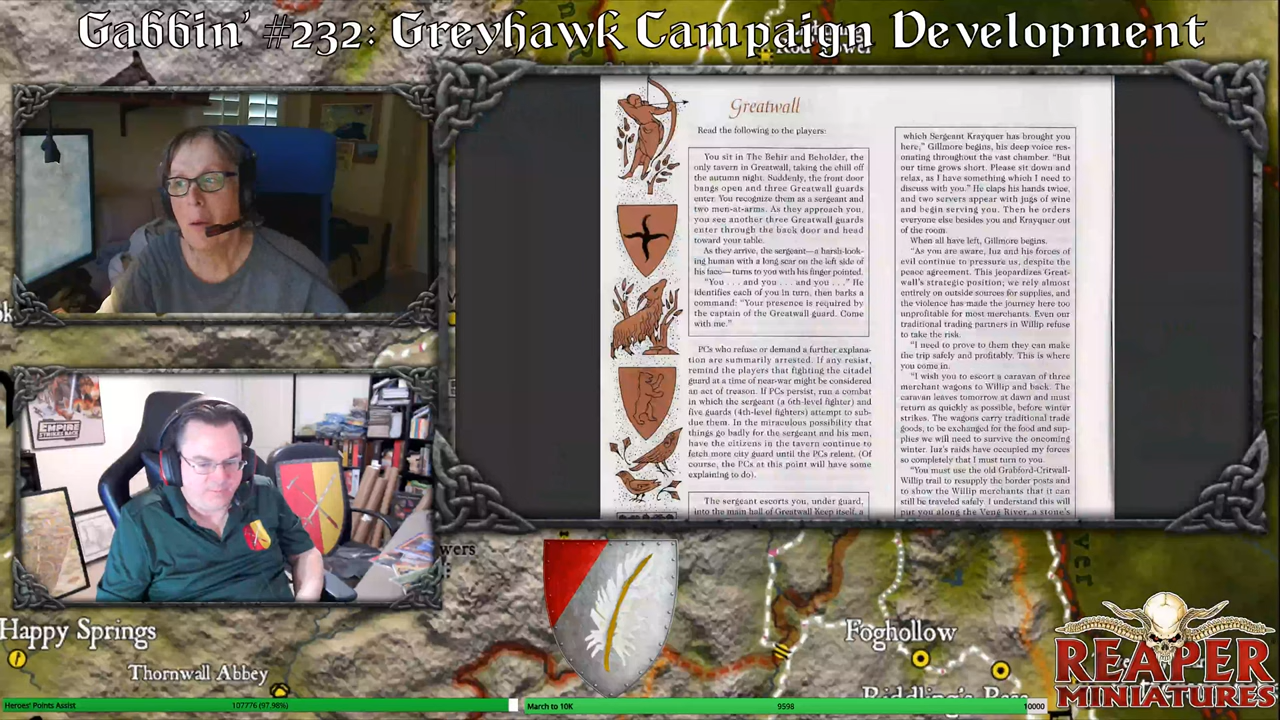 Gabbin' #232: Greyhawk Campaign Development
EMPIRE
STRIKES BACK
Greatwall
Read the following to the players:
You sit in The Behir and Beholder, the
only tavern in Greatwall, taking the chill off
the autumn night. Suddenly, the front door
bangs open and three Greatwall guards
enter. You recognize them as a sergeant and
two men-at-arms. As they approach you,
you see another three Greatwall guards
enter through the back door and head
toward your table.
As they arrive, the sergeant—a harsh-look-
ing human with a long scar on the left side of
his face—turns to you with his finger pointed.
"You . . . and you . . . and you . . ." He
identifies each of you in turn, then barks a
command: "Your presence is required by
the captain of the Greatwall guard. Come
with me."
PCs who refuse or demand a further explana-
tion are summarily arrested. If any resist,
remind the players that fighting the citadel
guard at a time of near-war might be considered
an act of treason. If PCs persist, run a combat
in which the sergeant (a 6th-level fighter) and
five guards (4th-level fighters) attempt to sub-
due them. In the miraculous possibility that
things go badly for the sergeant and his men,
have the citizens in the tavern continue to
fetch more city guard until the PCs relent. (Of
course, the PCs at this point will have some
explaining to do).
The sergeant escorts you, under guard,
into the main hall of Greatwall Keep itself, a
which Sergeant Krayquer has brought you
here," Gillmore begins, his deep voice res-
onating throughout the vast chamber. "But
our time grows short. Please sit down and
relax, as I have something which I need to
discuss with you." He claps his hands twice,
and two servers appear with jugs of wine
and begin serving you. Then he orders
everyone else besides you and Krayquer out
of the room.
When all have left, Gillmore begins.
"As you are aware, Iuz and his forces of
evil continue to pressure us, despite the
peace agreement. This jeopardizes Great-
wall's strategic position; we rely almost
entirely on outside sources for supplies, and
the violence has made the journey here too
unprofitable for most merchants. Even our
traditional trading partners in Willip refuse
to take the risk.
"I need to prove to them they can make
the trip safely and profitably. This is where
you come in.
"I wish you to escort a caravan of three
merchant wagons to Willip and back. The
caravan leaves tomorrow at dawn and must
return as quickly as possible, before winter
strikes. The wagons carry traditional trade
goods, to be exchanged for the food and sup-
plies we will need to survive the oncoming
winter. Iuz's raids have occupied my forces
so completely that I must turn to you.
"You must use the old Grabford-Critwall-
Willip trail to resupply the border posts and
to show the Willip merchants that it can
still be traveled safely. I understand this will
put you along the Veng River, a stone's
Happy Springs
Thornwall Abbey
Foghollow
REAPER
MINIATURES
Heroes' Points Assist
107776 (97.98%)
March to 10K
9598
10000